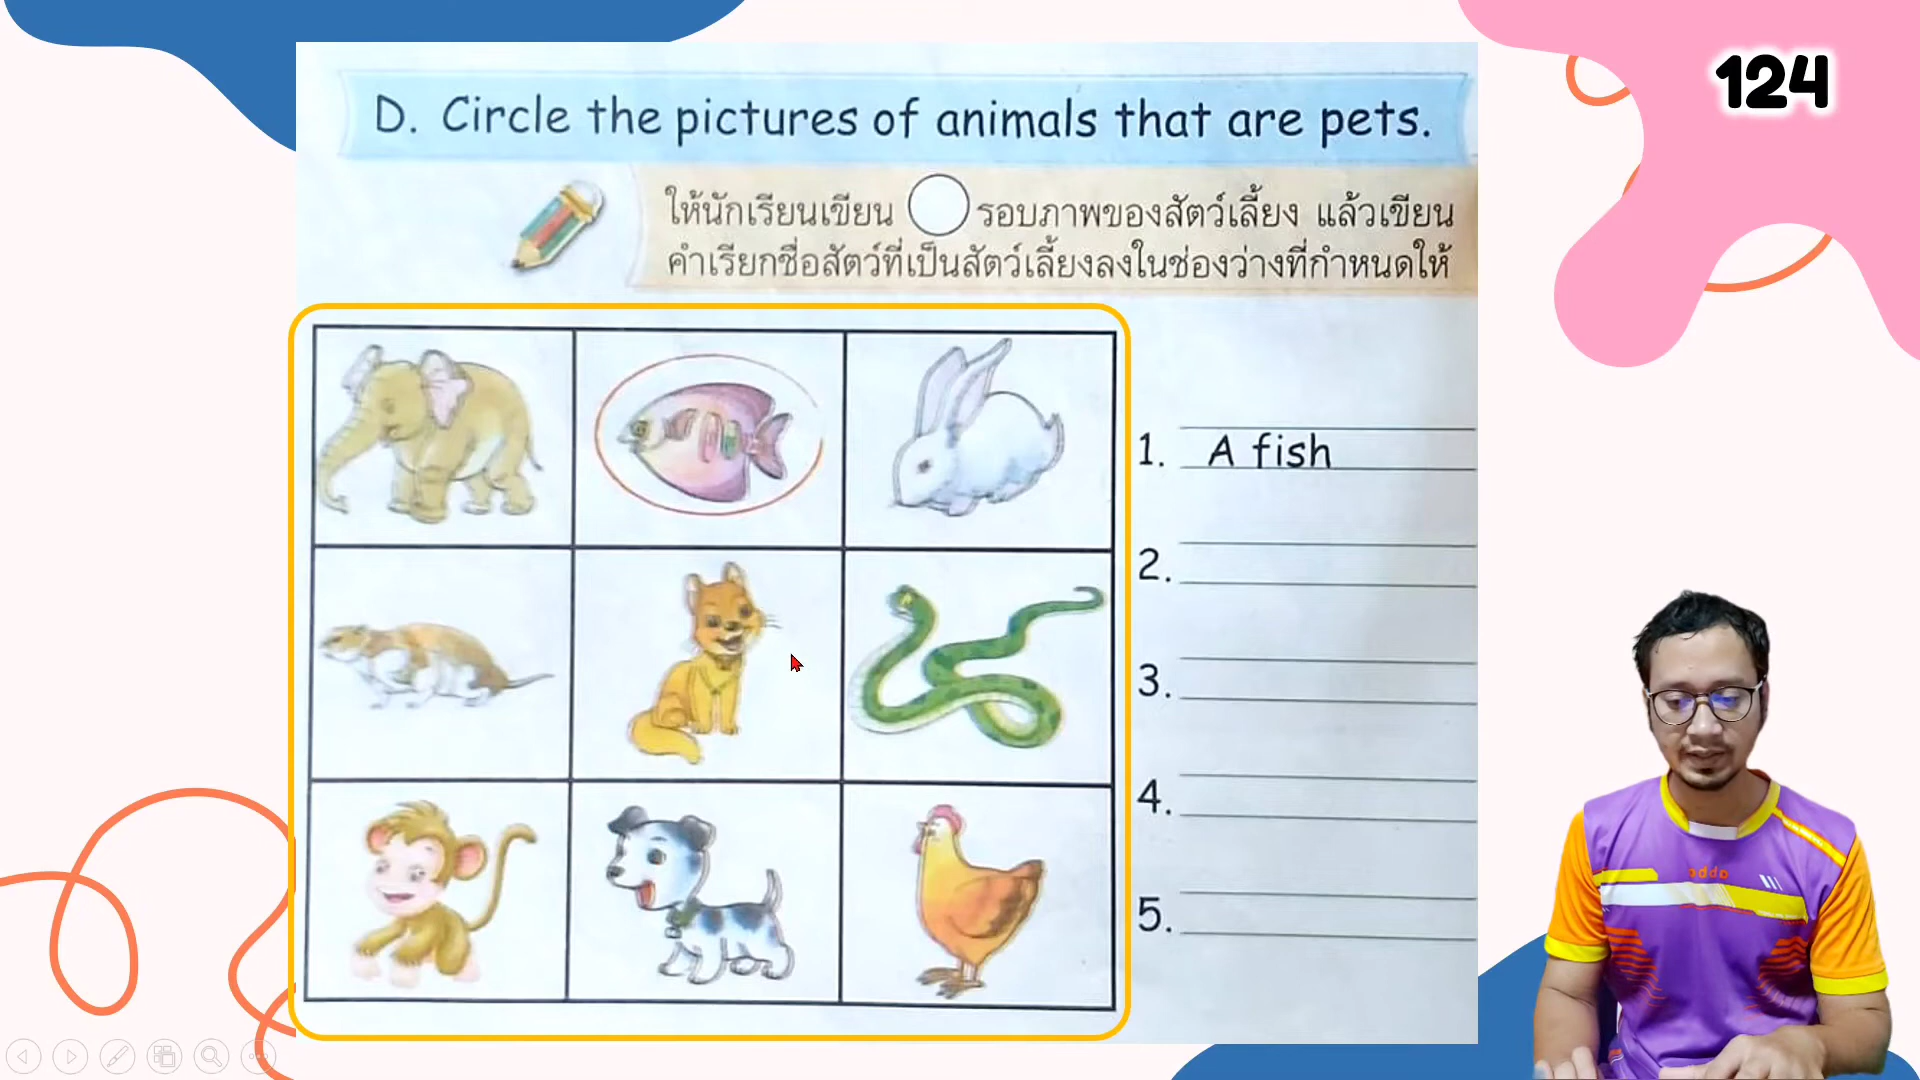 124
D. Circle the pictures of animals that are pets.
ให้นักเรียนเขียน รอบภาพของสัตว์เลี้ยง แล้วเขียน
คำเรียกชื่อสัตว์ที่เป็นสัตว์เลี้ยงลงในช่องว่างที่กำหนดให้
1. A fish
2.
3.
4.
5.